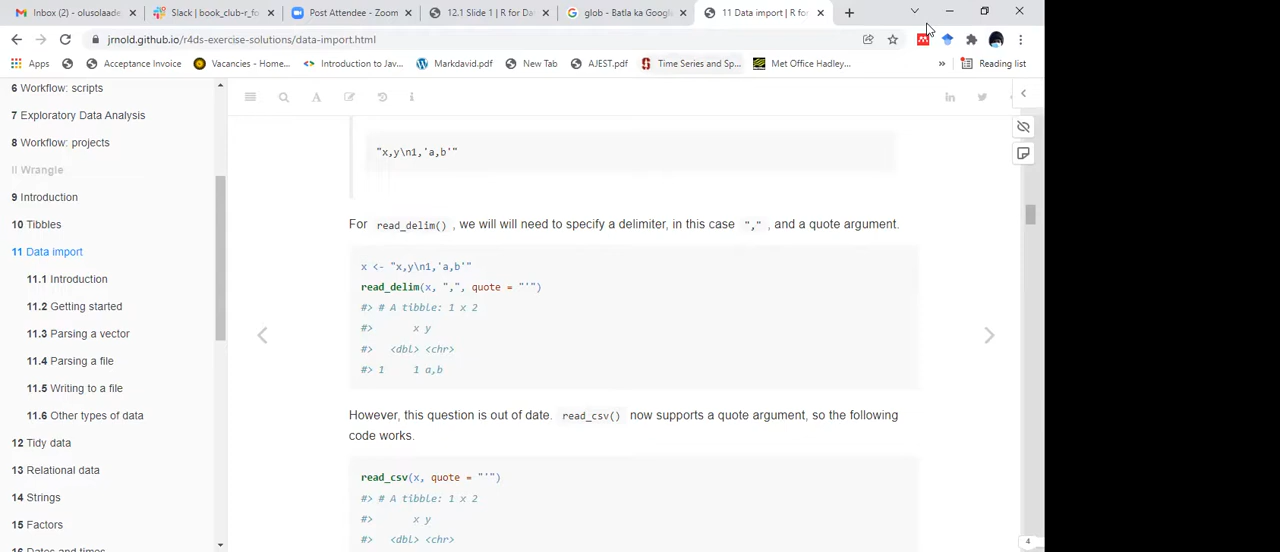 Inbox (2) - olusolaade
Slack | book_club-r_fo
Post Attendee - Zoom
12.1 Slide 1 | R for Dat
glob - Batla ka Google
11 Data import | R for
jrnold.github.io/r4ds-exercise-solutions/data-import.html
Apps
Acceptance Invoice
Vacancies - Home...
Introduction to Jav...
Markdavid.pdf
New Tab
AJEST.pdf
Time Series and Sp...
Met Office Hadley...
»
Reading list
6 Workflow: scripts
7 Exploratory Data Analysis
8 Workflow: projects
II Wrangle
9 Introduction
10 Tibbles
11 Data import
11.1 Introduction
11.2 Getting started
11.3 Parsing a vector
11.4 Parsing a file
11.5 Writing to a file
11.6 Other types of data
12 Tidy data
13 Relational data
14 Strings
15 Factors
16 Dates and times
"x,y\n1,'a,b'"
For read_delim() , we will will need to specify a delimiter, in this case "," , and a quote argument.
x <- "x,y\n1,'a,b'"
read_delim(x, ",", quote = "'")
#> # A tibble: 1 x 2
#> x y
#> <dbl> <chr>
#> 1 1 a,b
However, this question is out of date. read_csv() now supports a quote argument, so the following
code works.
read_csv(x, quote = "'")
#> # A tibble: 1 x 2
#> x y
#> <dbl> <chr>
4